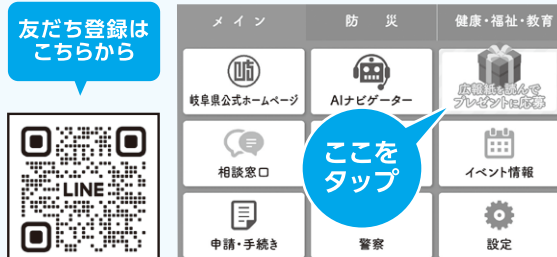 友だち登録は
こちらから
LINE
メイン
防災
健康・福祉・教育
岐阜県公式ホームページ
AIナビゲーター
広報紙を読んで
プレゼントに応募
相談窓口
ここを
タップ
イベント情報
申請・手続き
警察
設定